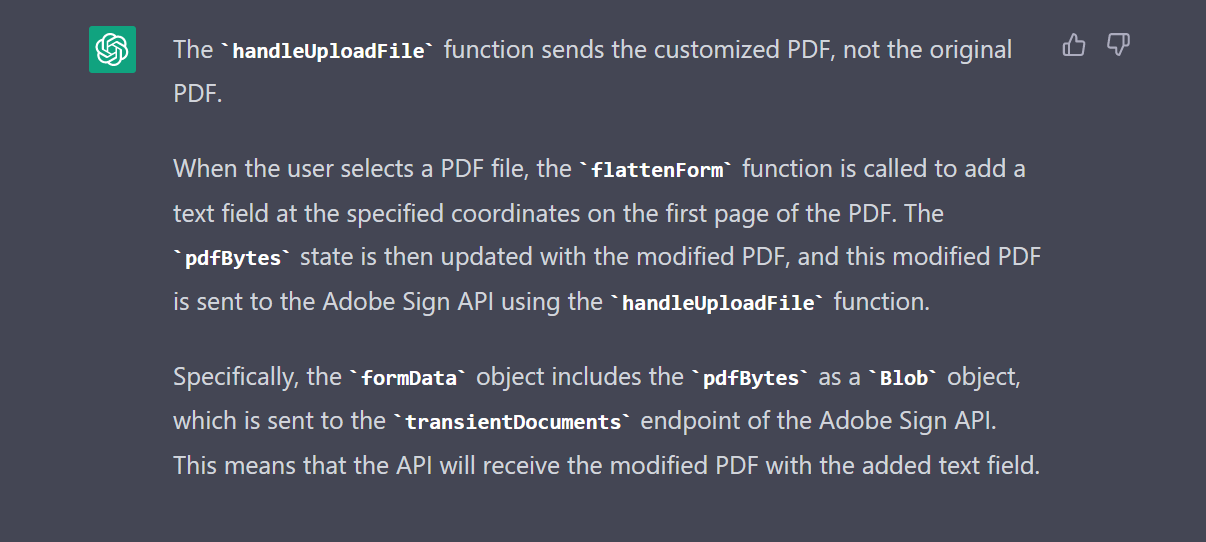 The `handleUploadFile` function sends the customized PDF, not the original
PDF.
When the user selects a PDF file, the `flattenForm` function is called to add a
text field at the specified coordinates on the first page of the PDF. The
`pdfBytes` state is then updated with the modified PDF, and this modified PDF
is sent to the Adobe Sign API using the `handleUploadFile` function.
Specifically, the `formData` object includes the `pdfBytes` as a `Blob` object,
which is sent to the `transientDocuments` endpoint of the Adobe Sign API.
This means that the API will receive the modified PDF with the added text field.